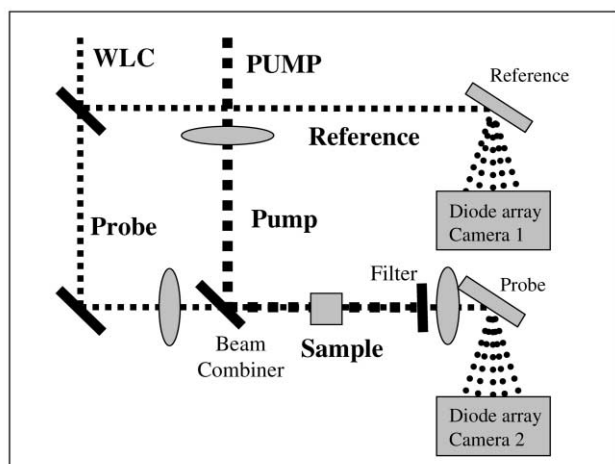 WLC
PUMP
Reference
Reference
Diode array
Camera 1
Probe
Pump
Filter
Probe
Sample
Beam
Combiner
Diode array
Camera 2